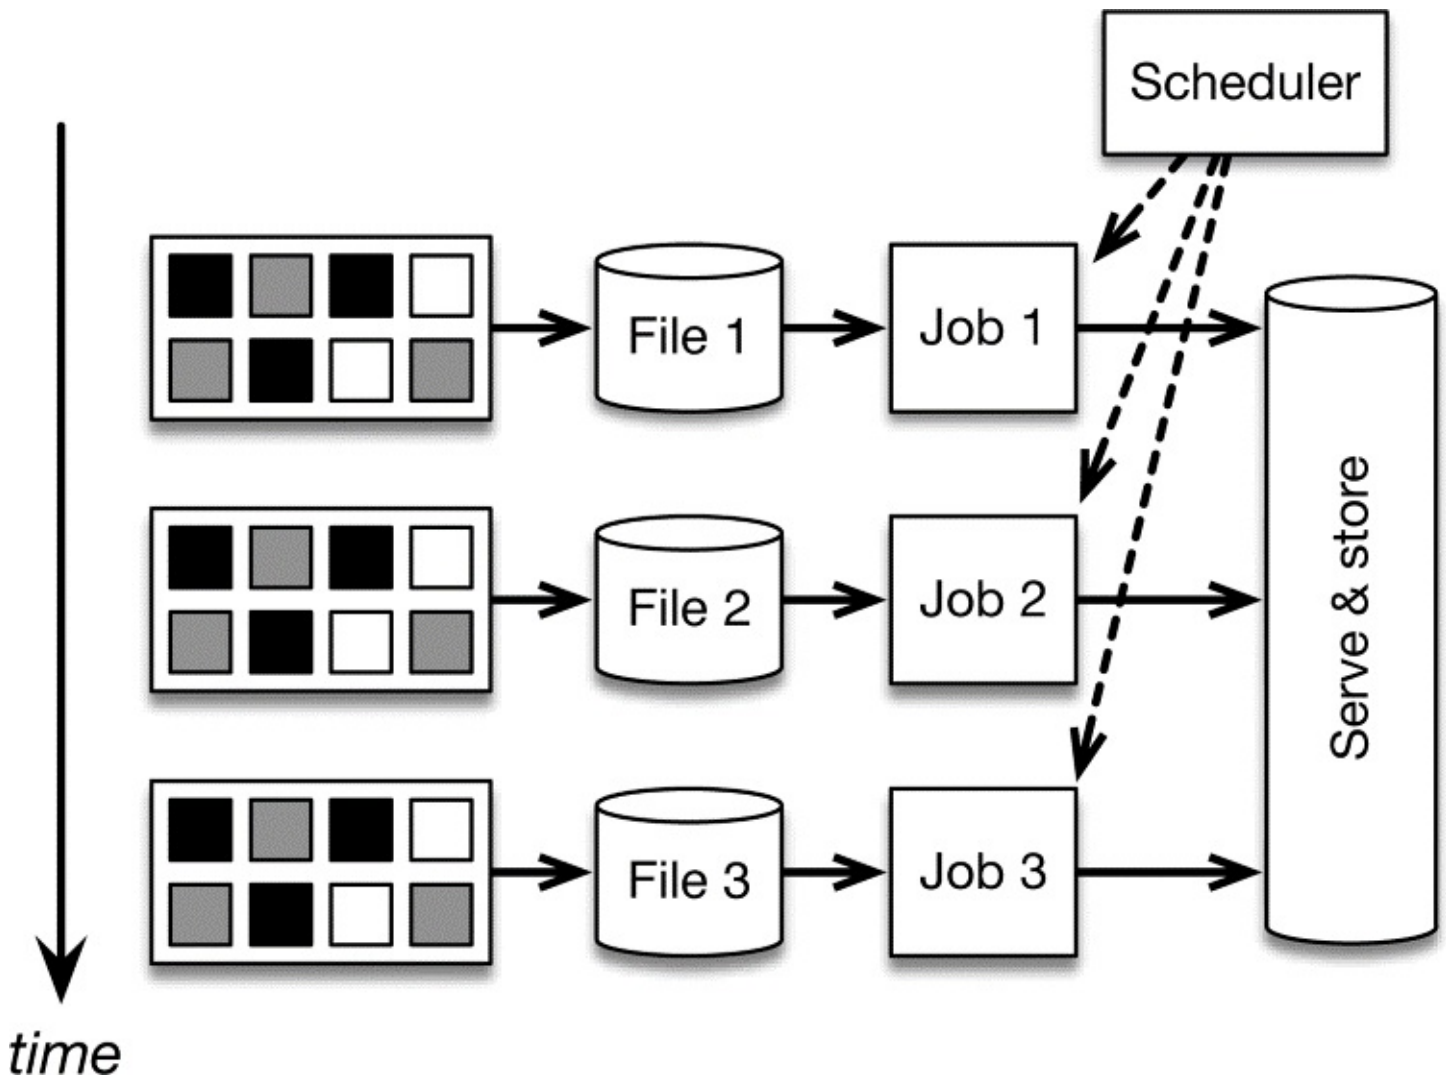 Scheduler
File 1
Job 1
File 2
Job 2
Serve & store
File 3
Job 3
time